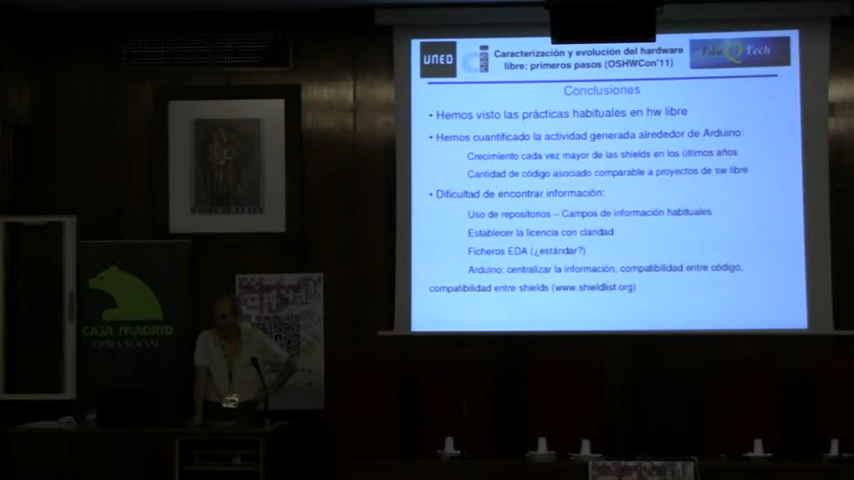 UNED
Caracterización y evolución del hardware
libre: primeros pasos (OSHWCon'11)
EduQTech
Conclusiones
• Hemos visto las prácticas habituales en hw libre
• Hemos cuantificado la actividad generada alrededor de Arduino:
Crecimiento cada vez mayor de las shields en los últimos años
Cantidad de código asociado comparable a proyectos de sw libre
• Dificultad de encontrar información:
Uso de repositorios – Campos de información habituales
Establecer la licencia con claridad
Ficheros EDA (¿estándar?)
Arduino: centralizar la información, compatibilidad entre código,
compatibilidad entre shields (www.shieldlist.org)
CAJA MADRID
OBRA SOCIAL